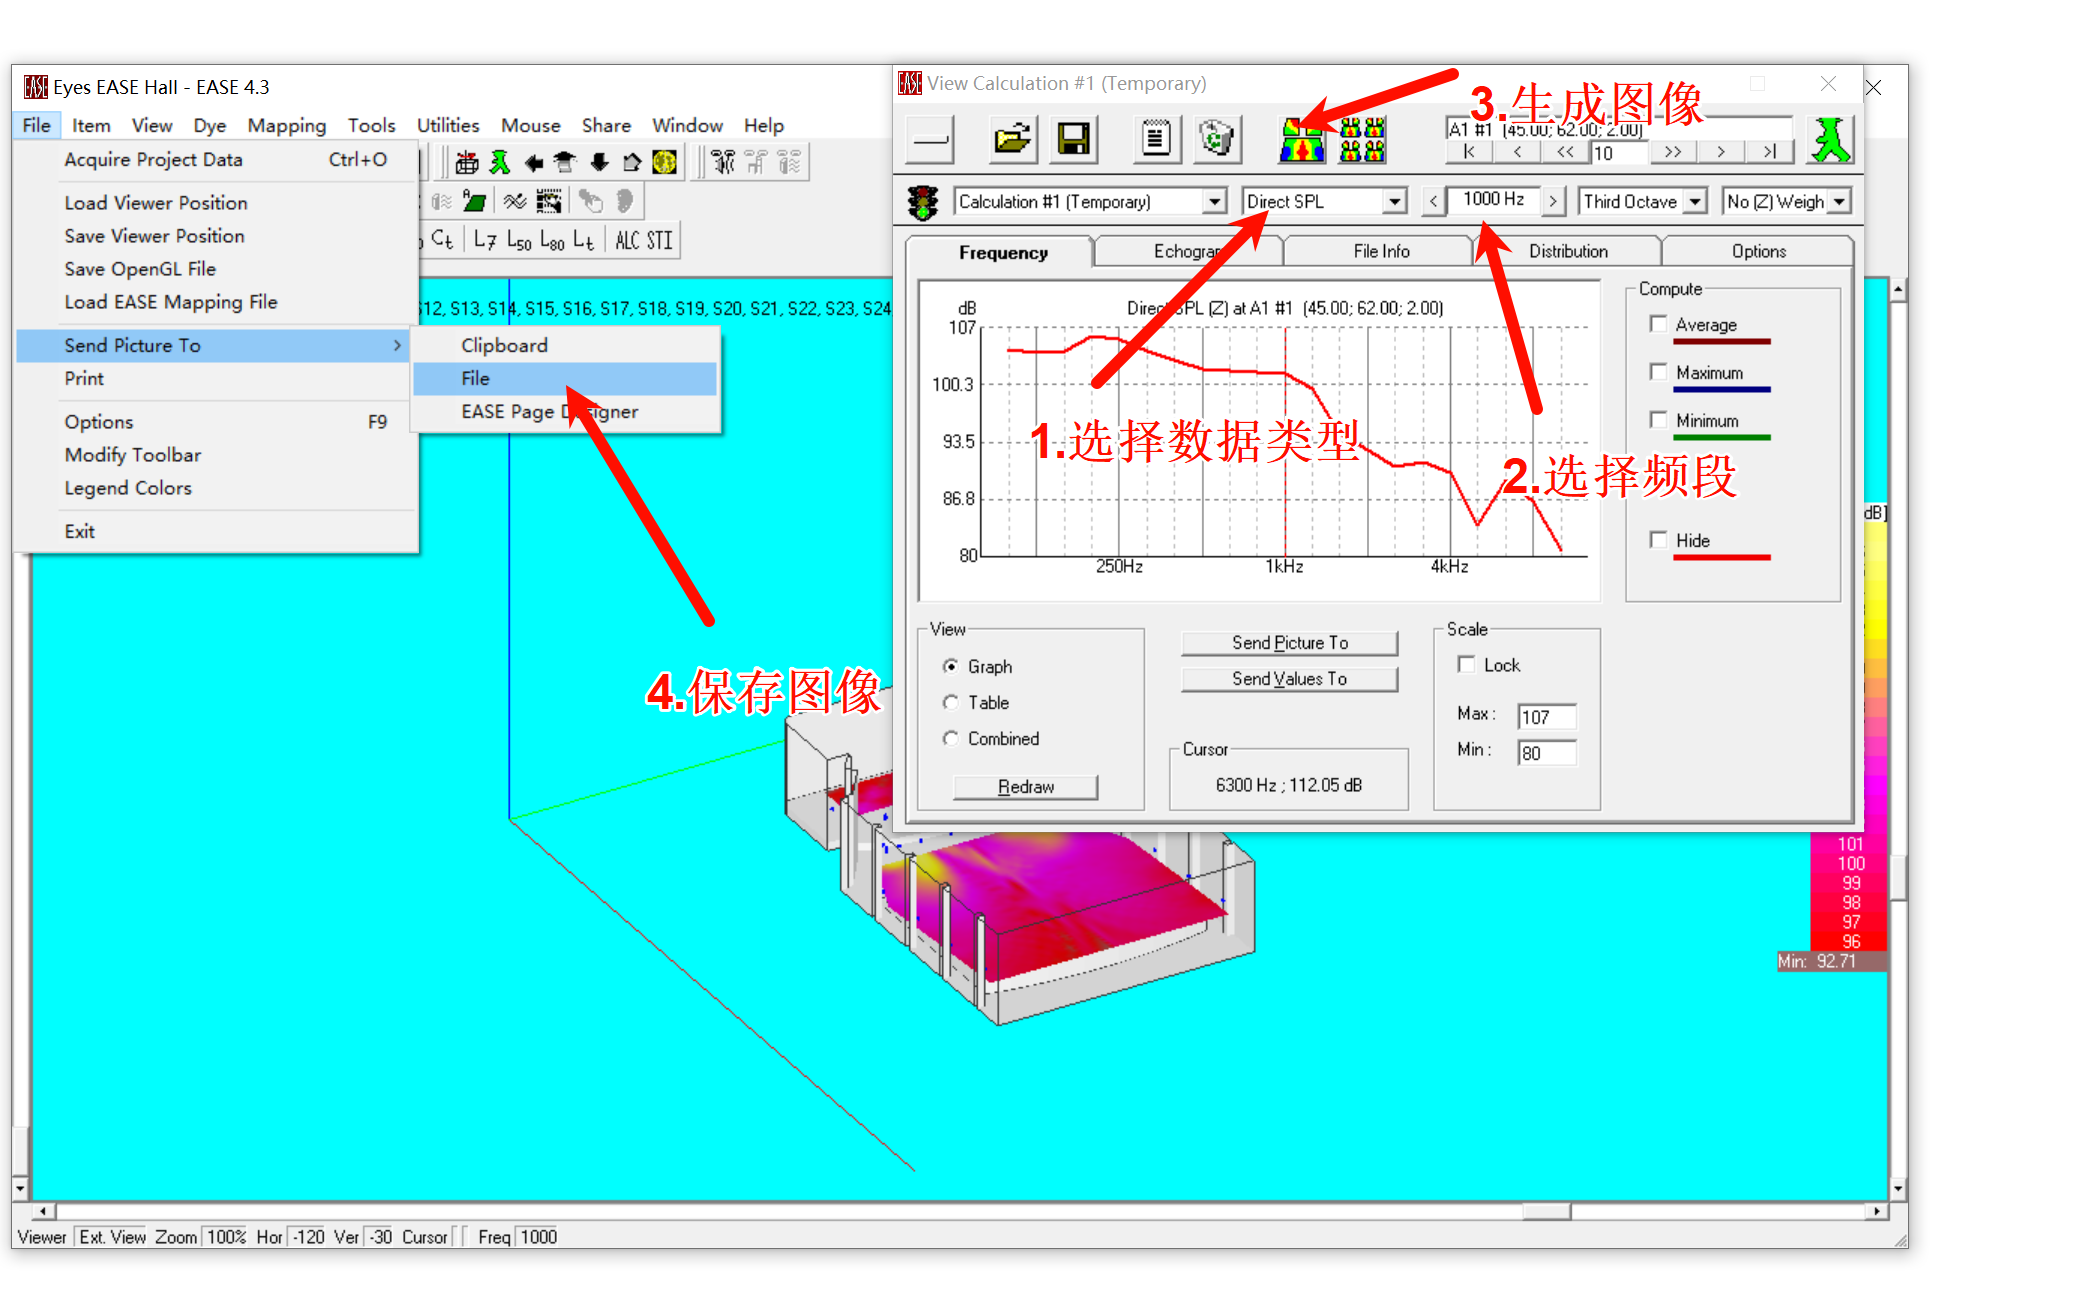 Eyes EASE Hall - EASE 4.3
File Item View Dye Mapping Tools Utilities Mouse Share Window Help
Acquire Project Data Ctrl+O
Load Viewer Position
Save Viewer Position
Save OpenGL File
Load EASE Mapping File
Send Picture To
Print
Options F9
Modify Toolbar
Legend Colors
Exit
Clipboard
File
EASE Page Designer
Ct L7 L50 L80 Lt ALC STI
S12, S13, S14, S15, S16, S17, S18, S19, S20, S21, S22, S23, S24
4.保存图像
View Calculation #1 (Temporary)
3.生成图像
A1 #1 (45.00; 62.00; 2.00)
|< < << 10 >> > >|
Calculation #1 (Temporary) Direct SPL < 1000 Hz > Third Octave No (Z) Weigh
Frequency Echogram File Info Distribution Options
dB Direct SPL (Z) at A1 #1 (45.00; 62.00; 2.00)
107
100.3
93.5
86.8
80
250Hz 1kHz 4kHz
1.选择数据类型
2.选择频段
Compute
Average
Maximum
Minimum
Hide
View
Graph
Table
Combined
Redraw
Send Picture To
Send Values To
Cursor
6300 Hz ; 112.05 dB
Scale
Lock
Max : 107
Min : 80
dB]
101
100
99
98
97
96
Min: 92.71
Viewer Ext. View Zoom 100% Hor -120 Ver -30 Cursor Freq 1000